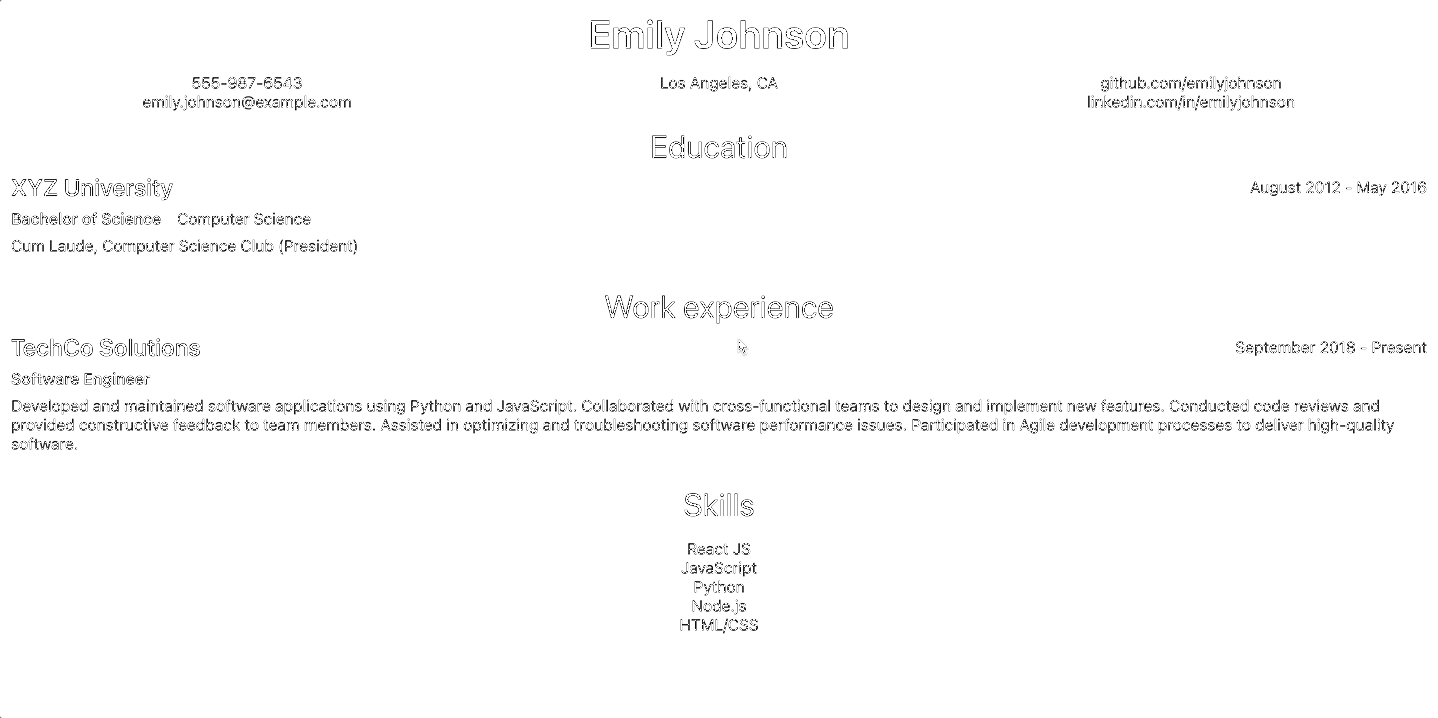 Emily Johnson
555-987-6543
emily.johnson@example.com
Los Angeles, CA
github.com/emilyjohnson
linkedin.com/in/emilyjohnson
Education
XYZ University
August 2012 - May 2016
Bachelor of Science Computer Science
Cum Laude, Computer Science Club (President)
Work experience
TechCo Solutions
September 2018 - Present
Software Engineer
Developed and maintained software applications using Python and JavaScript. Collaborated with cross-functional teams to design and implement new features. Conducted code reviews and
provided constructive feedback to team members. Assisted in optimizing and troubleshooting software performance issues. Participated in Agile development processes to deliver high-quality
software.
Skills
React JS
JavaScript
Python
Node.js
HTML/CSS